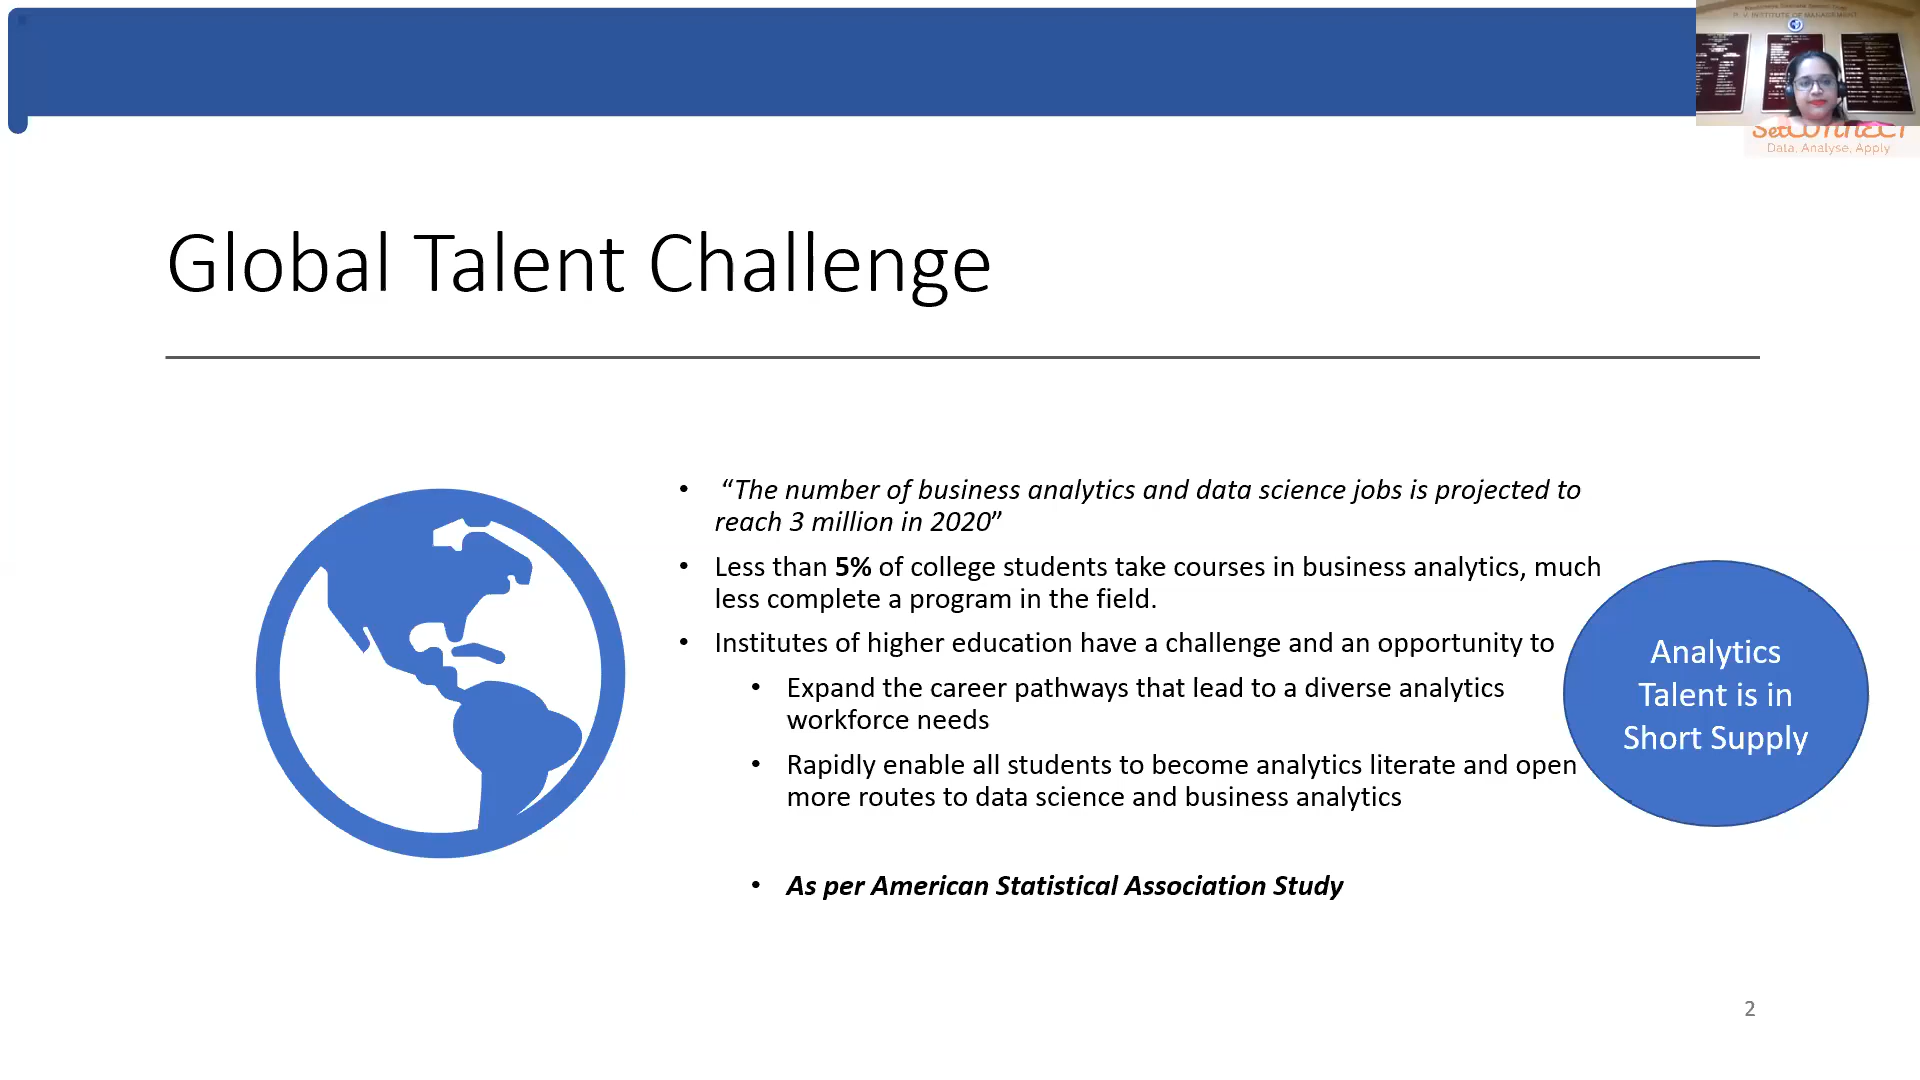 P. V. INSTITUTE OF MANAGEMENT
SetCONNECT
Data, Analyse, Apply
Global Talent Challenge
• “The number of business analytics and data science jobs is projected to
reach 3 million in 2020”
• Less than 5% of college students take courses in business analytics, much
less complete a program in the field.
• Institutes of higher education have a challenge and an opportunity to
• Expand the career pathways that lead to a diverse analytics
workforce needs
• Rapidly enable all students to become analytics literate and open
more routes to data science and business analytics
• As per American Statistical Association Study
Analytics
Talent is in
Short Supply
2